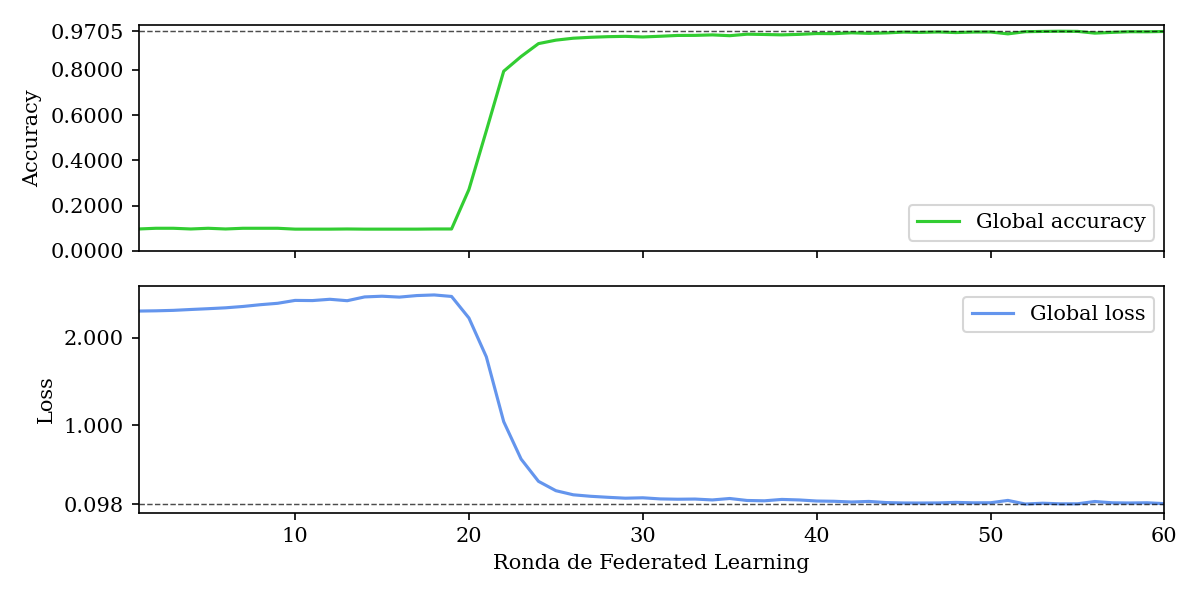 0.9705
0.8000
0.6000
0.4000
0.2000
0.0000
Accuracy
Global accuracy
2.000
1.000
0.098
Loss
Global loss
10 20 30 40 50 60
Ronda de Federated Learning